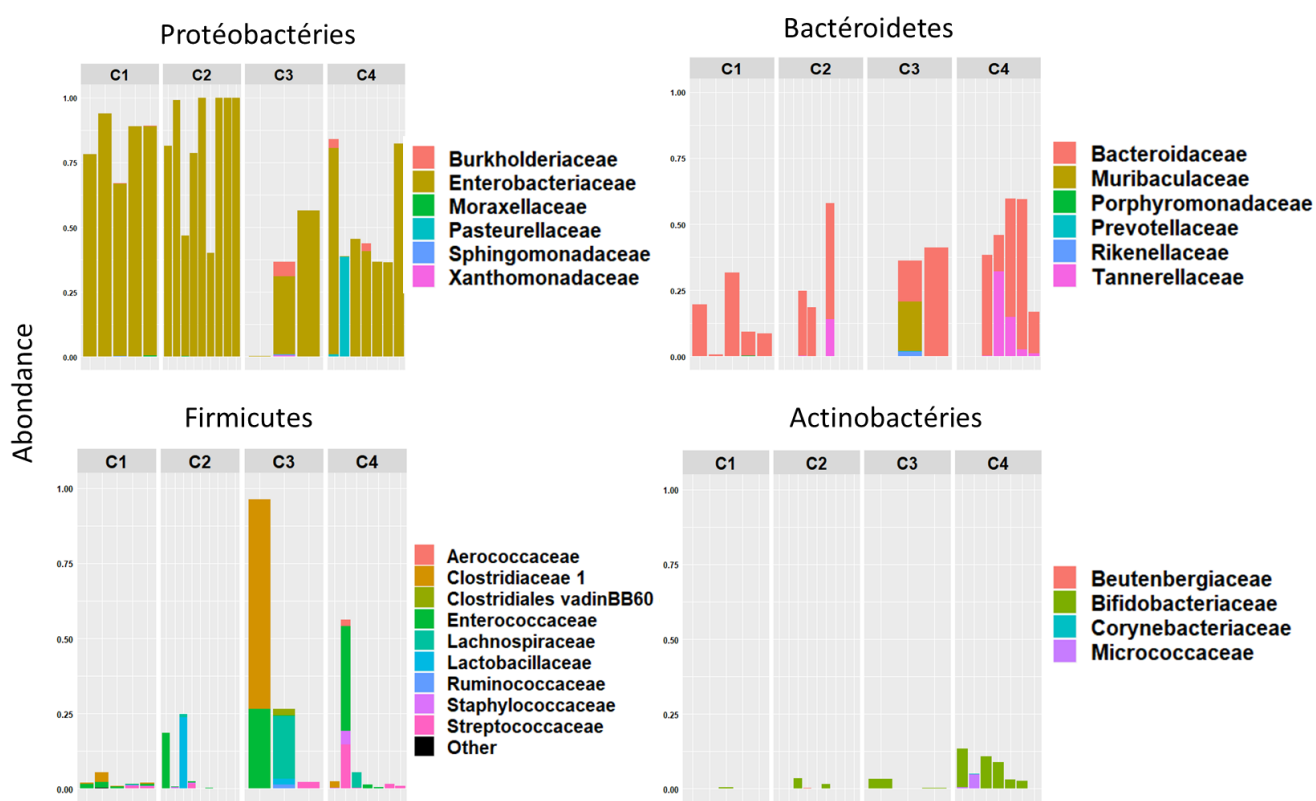 Protéobactéries
C1 C2 C3 C4
1.00
0.75
0.50
0.25
0.00
Burkholderiaceae
Enterobacteriaceae
Moraxellaceae
Pasteurellaceae
Sphingomonadaceae
Xanthomonadaceae
Bactéroidetes
C1 C2 C3 C4
1.00
0.75
0.50
0.25
0.00
Bacteroidaceae
Muribaculaceae
Porphyromonadaceae
Prevotellaceae
Rikenellaceae
Tannerellaceae
Abondance
Firmicutes
C1 C2 C3 C4
1.00
0.75
0.50
0.25
0.00
Aerococcaceae
Clostridiaceae 1
Clostridiales vadinBB60
Enterococcaceae
Lachnospiraceae
Lactobacillaceae
Ruminococcaceae
Staphylococcaceae
Streptococcaceae
Other
Actinobactéries
C1 C2 C3 C4
1.00
0.75
0.50
0.25
0.00
Beutenbergiaceae
Bifidobacteriaceae
Corynebacteriaceae
Micrococcaceae